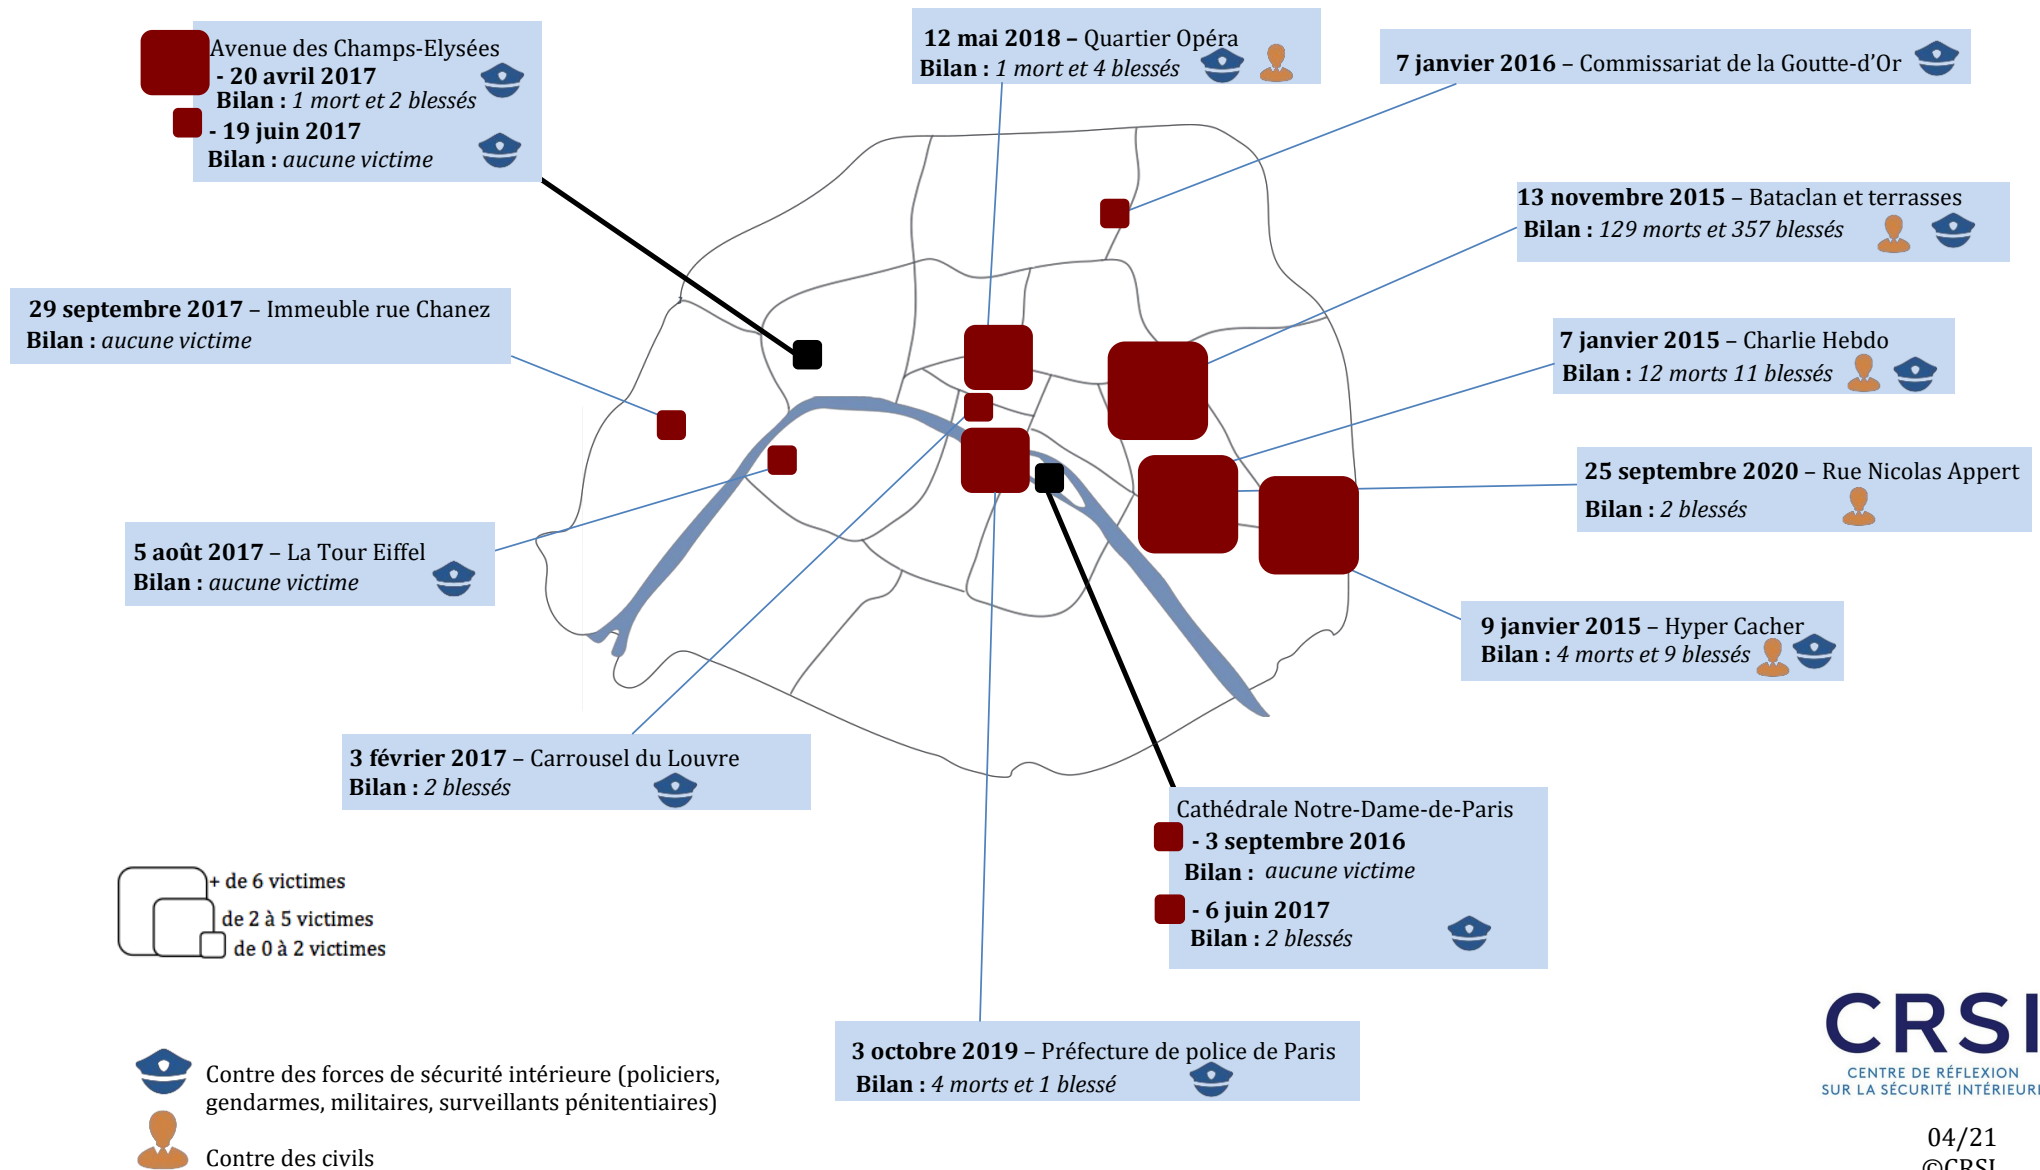 Avenue des Champs-Elysées
- 20 avril 2017
Bilan : 1 mort et 2 blessés
- 19 juin 2017
Bilan : aucune victime
12 mai 2018 – Quartier Opéra
Bilan : 1 mort et 4 blessés
7 janvier 2016 – Commissariat de la Goutte-d'Or
13 novembre 2015 – Bataclan et terrasses
Bilan : 129 morts et 357 blessés
29 septembre 2017 – Immeuble rue Chanez
Bilan : aucune victime
7 janvier 2015 – Charlie Hebdo
Bilan : 12 morts 11 blessés
25 septembre 2020 – Rue Nicolas Appert
Bilan : 2 blessés
5 août 2017 – La Tour Eiffel
Bilan : aucune victime
9 janvier 2015 – Hyper Cacher
Bilan : 4 morts et 9 blessés
3 février 2017 – Carrousel du Louvre
Bilan : 2 blessés
Cathédrale Notre-Dame-de-Paris
- 3 septembre 2016
Bilan : aucune victime
- 6 juin 2017
Bilan : 2 blessés
+ de 6 victimes
de 2 à 5 victimes
de 0 à 2 victimes
3 octobre 2019 – Préfecture de police de Paris
Bilan : 4 morts et 1 blessé
Contre des forces de sécurité intérieure (policiers,
gendarmes, militaires, surveillants pénitentiaires)
Contre des civils
CRSI
CENTRE DE RÉFLEXION
SUR LA SÉCURITÉ INTÉRIEURE
04/21
©CRSI